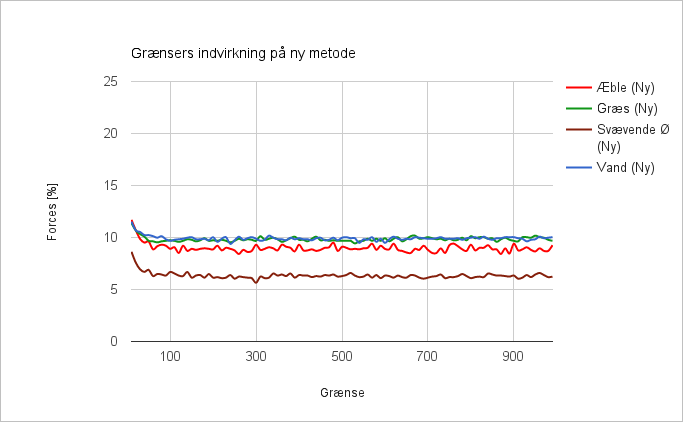 Grænsers indvirkning på ny metode
25
20
15
10
5
0
Forces [%]
100
300
500
700
900
Grænse
Æble (Ny)
Græs (Ny)
Svævende Ø
(Ny)
Vand (Ny)